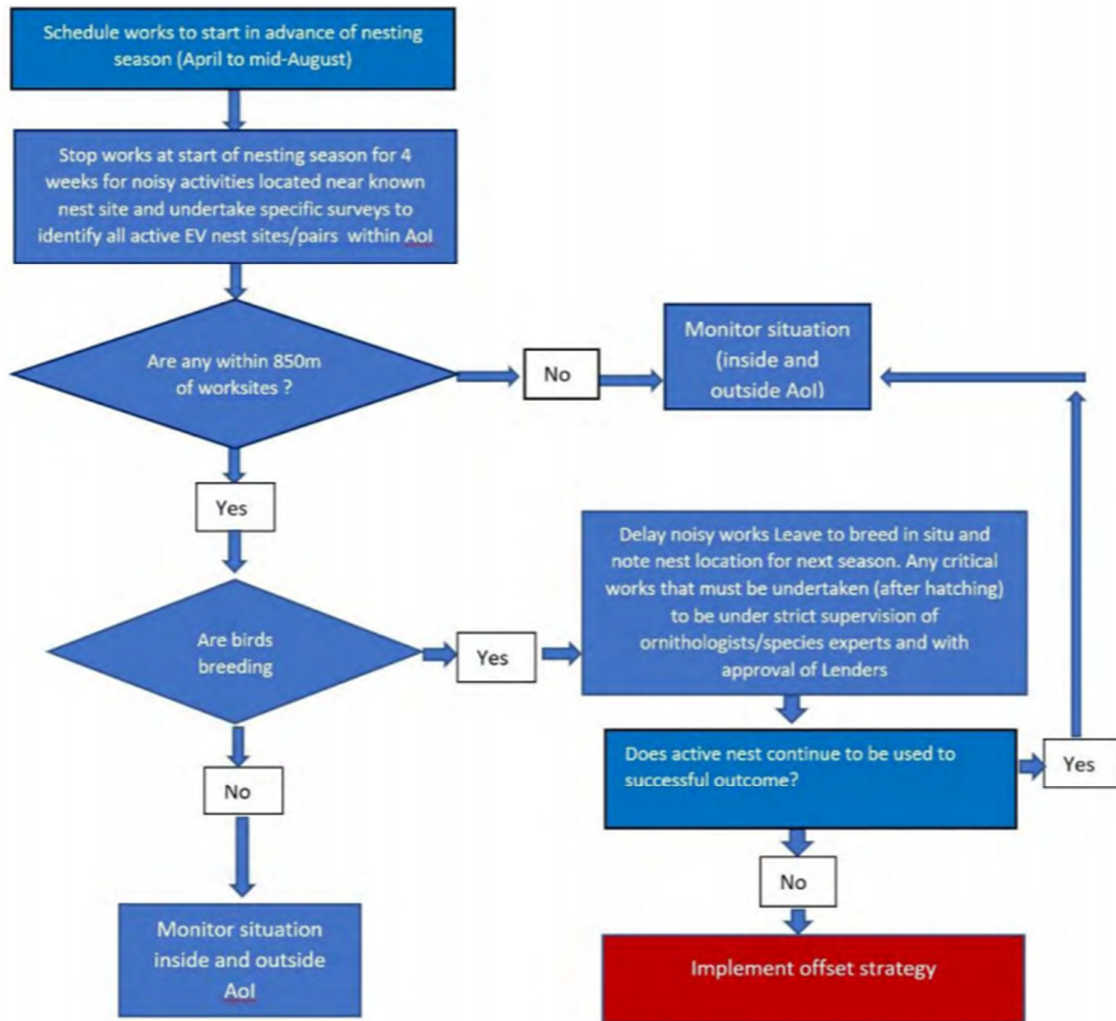 Schedule works to start in advance of nesting
season (April to mid-August)
Stop works at start of nesting season for 4
weeks for noisy activities located near known
nest site and undertake specific surveys to
identify all active EV nest sites/pairs within AoI
Are any within 850m
of worksites ?
No
Monitor situation
(inside and
outside AoI)
Yes
Are birds
breeding
Yes
Delay noisy works Leave to breed in situ and
note nest location for next season. Any critical
works that must be undertaken (after hatching)
to be under strict supervision of
ornithologists/species experts and with
approval of Lenders
Does active nest continue to be used to
successful outcome?
Yes
No
Monitor situation
inside and outside
AoI
No
Implement offset strategy